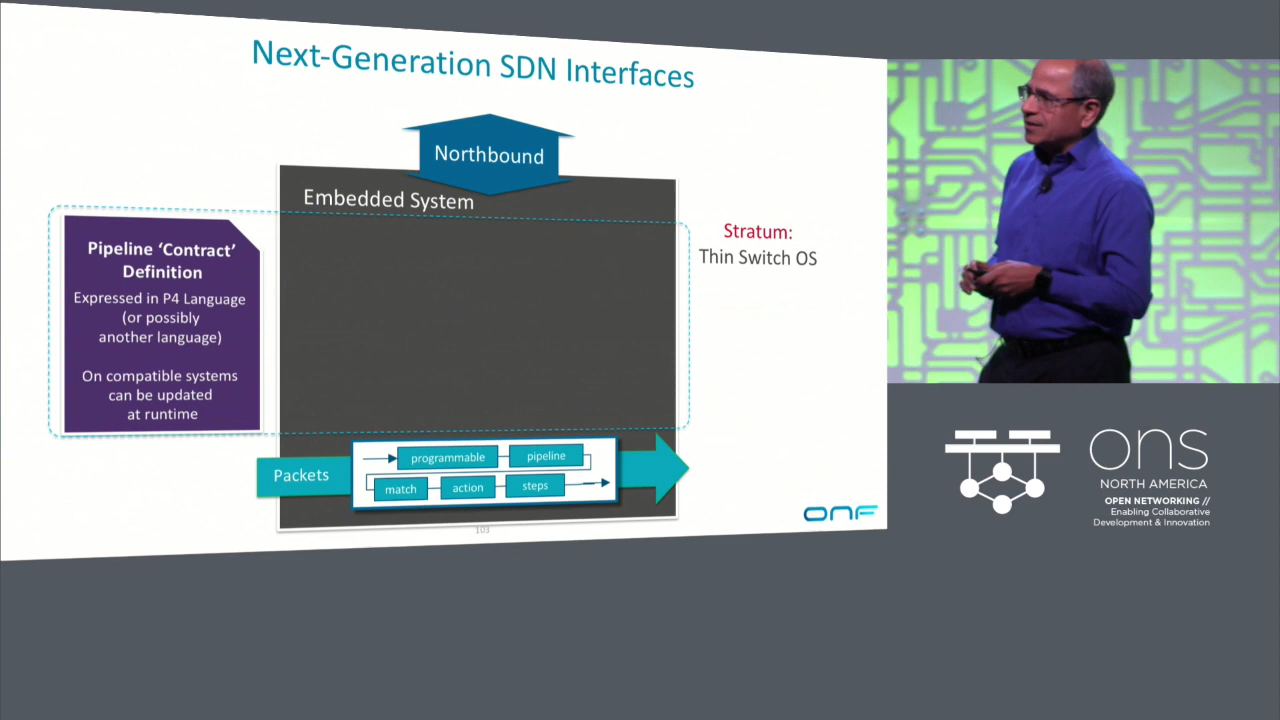 Next-Generation SDN Interfaces
Northbound
Embedded System
Pipeline ‘Contract’
Definition
Expressed in P4 Language
(or possibly
another language)
On compatible systems
can be updated
at runtime
Stratum:
Thin Switch OS
Packets
programmable
pipeline
match
action
steps
103
ONF
ons
NORTH AMERICA
OPEN NETWORKING //
Enabling Collaborative
Development & Innovation